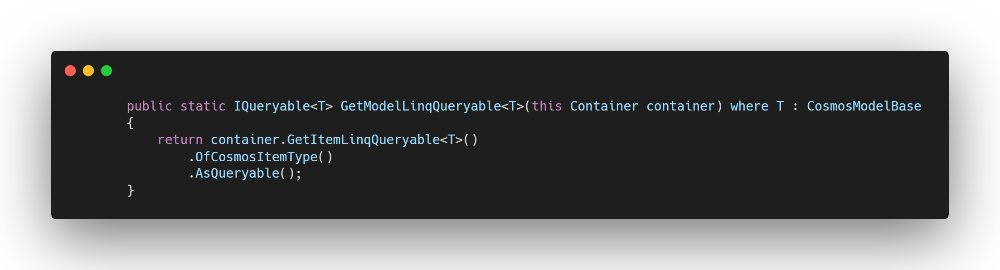 public static IQueryable<T> GetModelLinqQueryable<T>(this Container container) where T : CosmosModelBase
{
    return container.GetItemLinqQueryable<T>()
        .OfCosmosItemType()
        .AsQueryable();
}